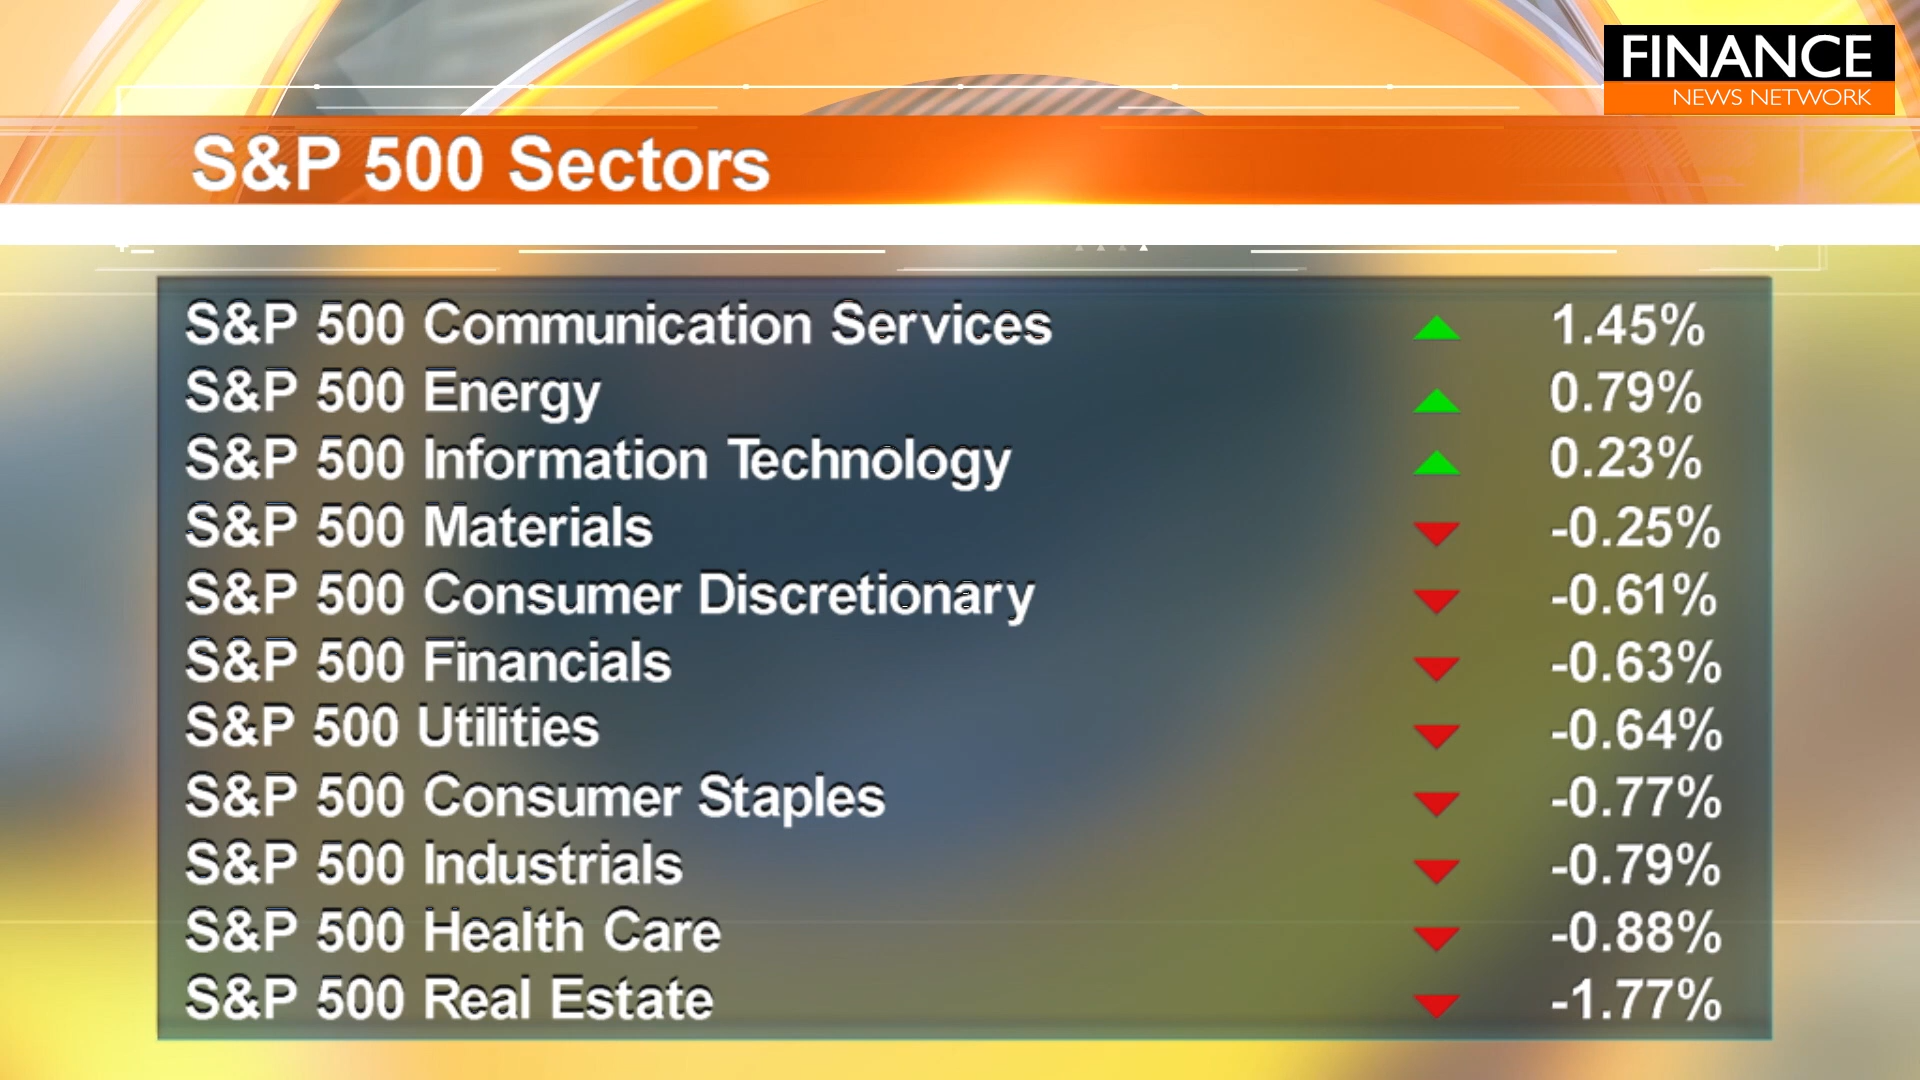 FINANCE
NEWS NETWORK
S&P 500 Sectors
S&P 500 Communication Services 1.45%
S&P 500 Energy 0.79%
S&P 500 Information Technology 0.23%
S&P 500 Materials -0.25%
S&P 500 Consumer Discretionary -0.61%
S&P 500 Financials -0.63%
S&P 500 Utilities -0.64%
S&P 500 Consumer Staples -0.77%
S&P 500 Industrials -0.79%
S&P 500 Health Care -0.88%
S&P 500 Real Estate -1.77%